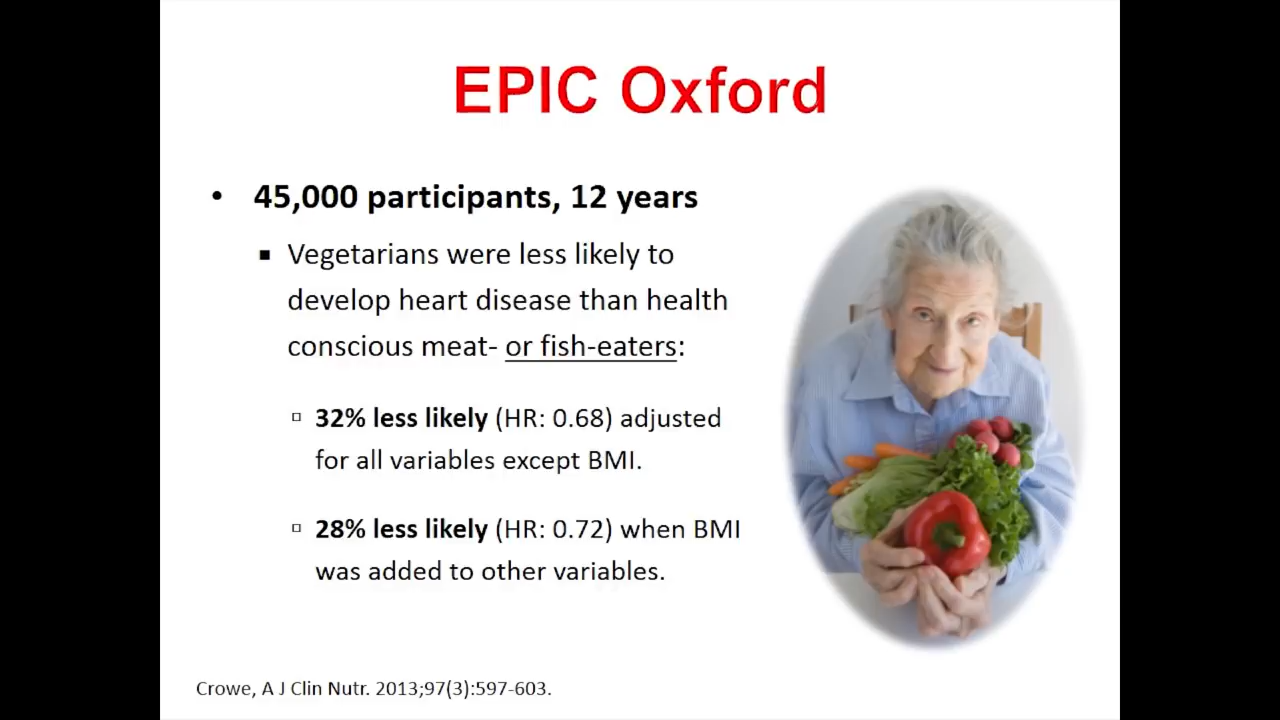 EPIC Oxford
• 45,000 participants, 12 years
▪ Vegetarians were less likely to
develop heart disease than health
conscious meat- or fish-eaters:
▫ 32% less likely (HR: 0.68) adjusted
for all variables except BMI.
▫ 28% less likely (HR: 0.72) when BMI
was added to other variables.
Crowe, A J Clin Nutr. 2013;97(3):597-603.